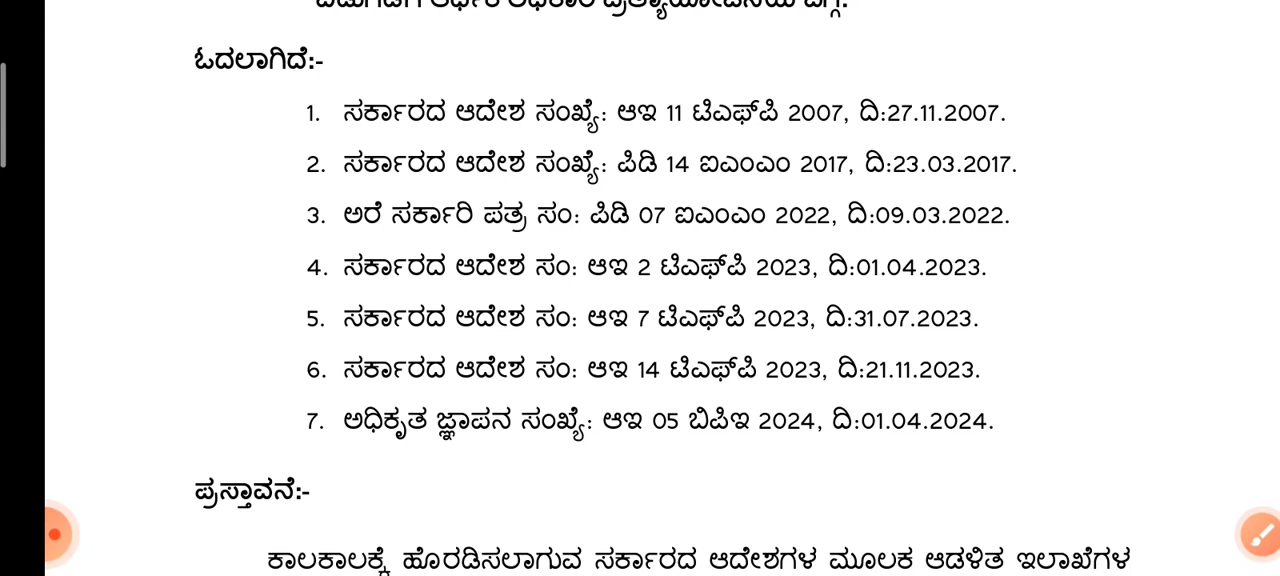 ಓದಲಾಗಿದೆ:-
1. ಸರ್ಕಾರದ ಆದೇಶ ಸಂಖ್ಯೆ: ಆಇ 11 ಟಿಎಫ್‌ಪಿ 2007, ದಿ:27.11.2007.
2. ಸರ್ಕಾರದ ಆದೇಶ ಸಂಖ್ಯೆ: ಪಿಡಿ 14 ಐಎಂಎಂ 2017, ದಿ:23.03.2017.
3. ಅರೆ ಸರ್ಕಾರಿ ಪತ್ರ ಸಂ: ಪಿಡಿ 07 ಐಎಂಎಂ 2022, ದಿ:09.03.2022.
4. ಸರ್ಕಾರದ ಆದೇಶ ಸಂ: ಆಇ 2 ಟಿಎಫ್‌ಪಿ 2023, ದಿ:01.04.2023.
5. ಸರ್ಕಾರದ ಆದೇಶ ಸಂ: ಆಇ 7 ಟಿಎಫ್‌ಪಿ 2023, ದಿ:31.07.2023.
6. ಸರ್ಕಾರದ ಆದೇಶ ಸಂ: ಆಇ 14 ಟಿಎಫ್‌ಪಿ 2023, ದಿ:21.11.2023.
7. ಅಧಿಕೃತ ಜ್ಞಾಪನ ಸಂಖ್ಯೆ: ಆಇ 05 ಬಿಪಿಇ 2024, ದಿ:01.04.2024.
ಪ್ರಸ್ತಾವನೆ:-
ಕಾಲಕಾಲಕ್ಕೆ ಹೊರಡಿಸಲಾಗುವ ಸರ್ಕಾರದ ಆದೇಶಗಳ ಮೂಲಕ ಆಡಳಿತ ಇಲಾಖೆಗಳ